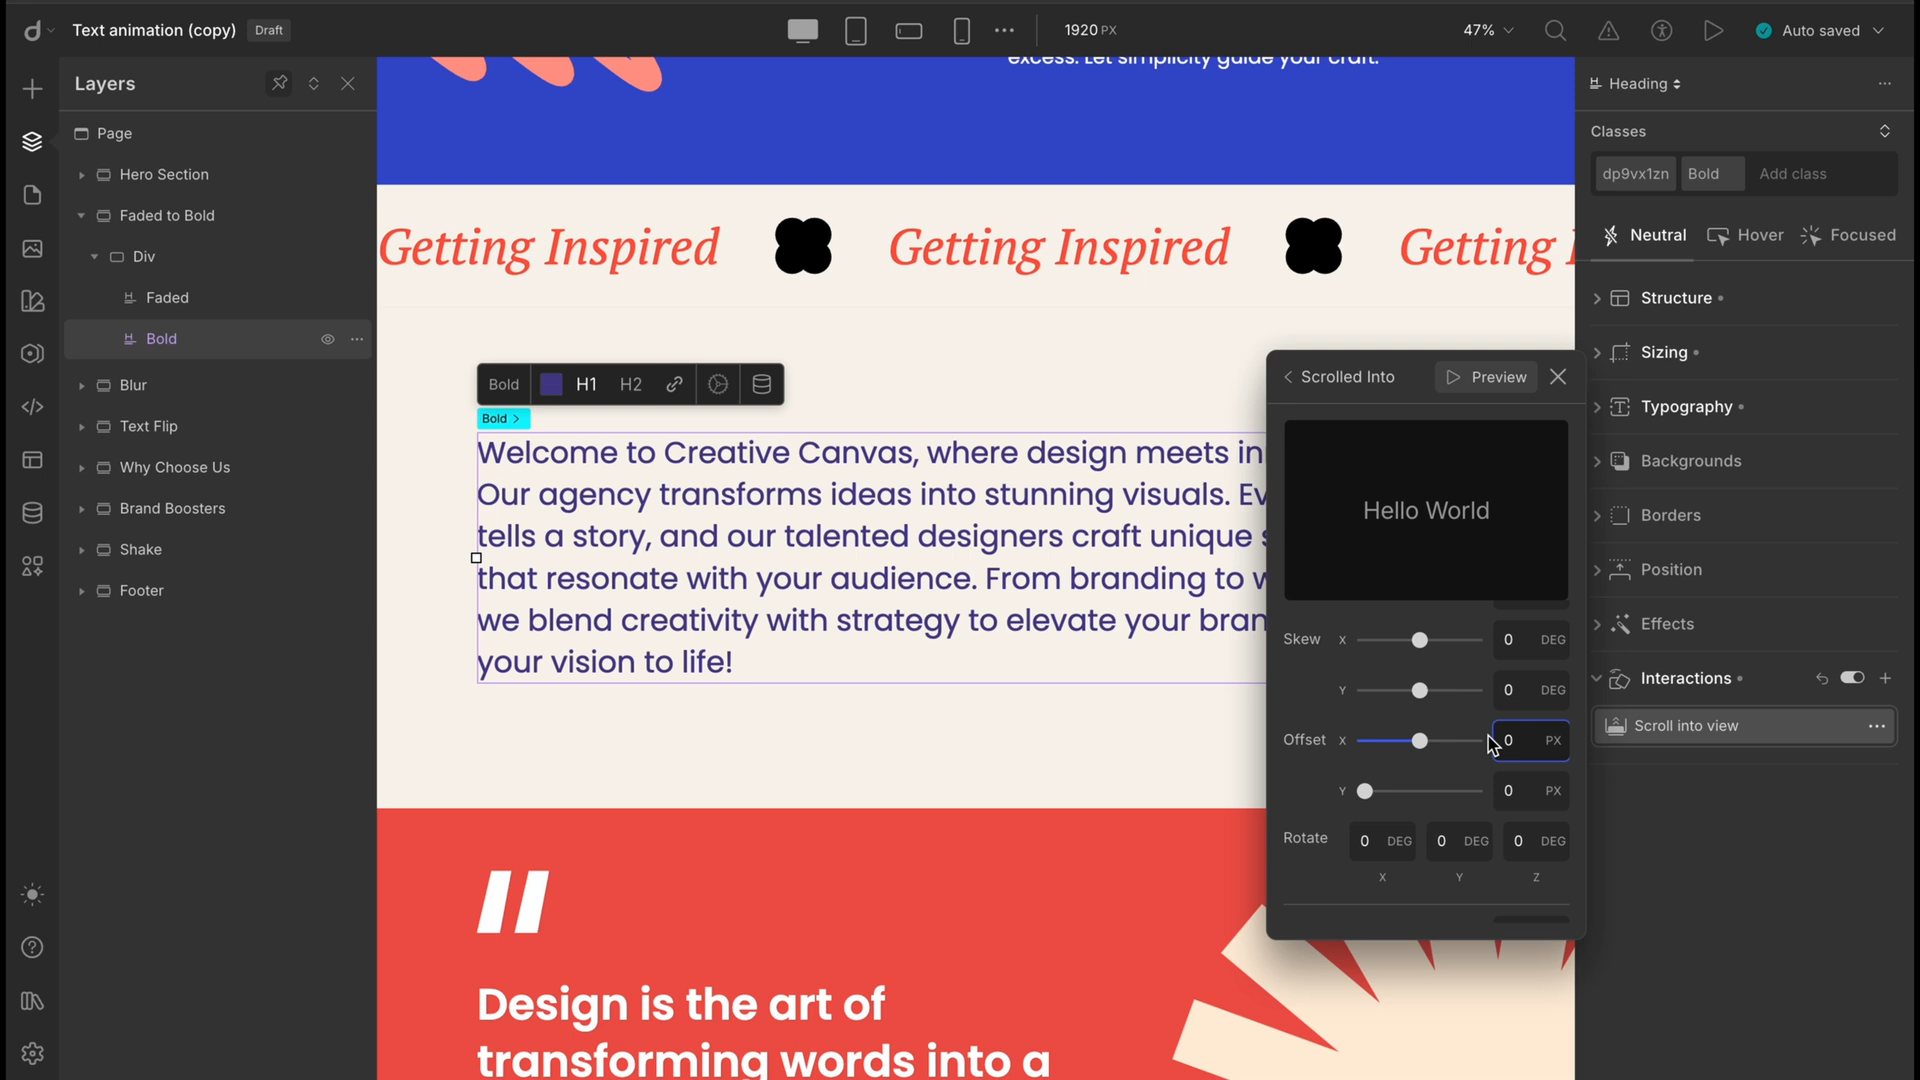 Text animation (copy)
Draft
1920 PX
47%
Auto saved
Layers
Page
Hero Section
Faded to Bold
Div
Faded
Bold
Blur
Text Flip
Why Choose Us
Brand Boosters
Shake
Footer
excess. Let simplicity guide your craft.
Getting Inspired
Getting Inspired
Getting
Bold
H1
H2
Bold >
Welcome to Creative Canvas, where design meets in
Our agency transforms ideas into stunning visuals. Ev
tells a story, and our talented designers craft unique s
that resonate with your audience. From branding to w
we blend creativity with strategy to elevate your bran
your vision to life!
"
Design is the art of
transforming words into a
Scrolled Into
Preview
Hello World
Skew X 0 DEG
Y 0 DEG
Offset X 0 PX
Y 0 PX
Rotate 0 DEG 0 DEG 0 DEG
X Y Z
Heading
Classes
dp9vx1zn Bold Add class
Neutral Hover Focused
Structure
Sizing
Typography
Backgrounds
Borders
Position
Effects
Interactions
Scroll into view